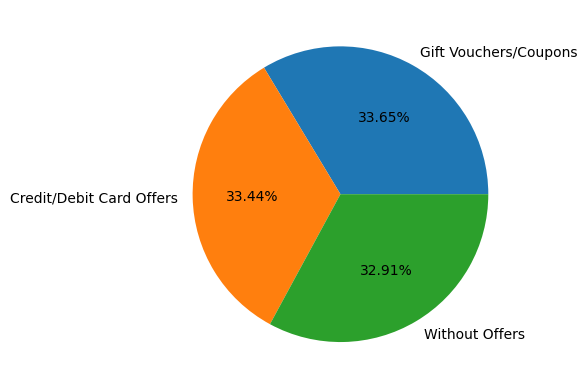 Gift Vouchers/Coupons
33.65%
Credit/Debit Card Offers
33.44%
32.91%
Without Offers